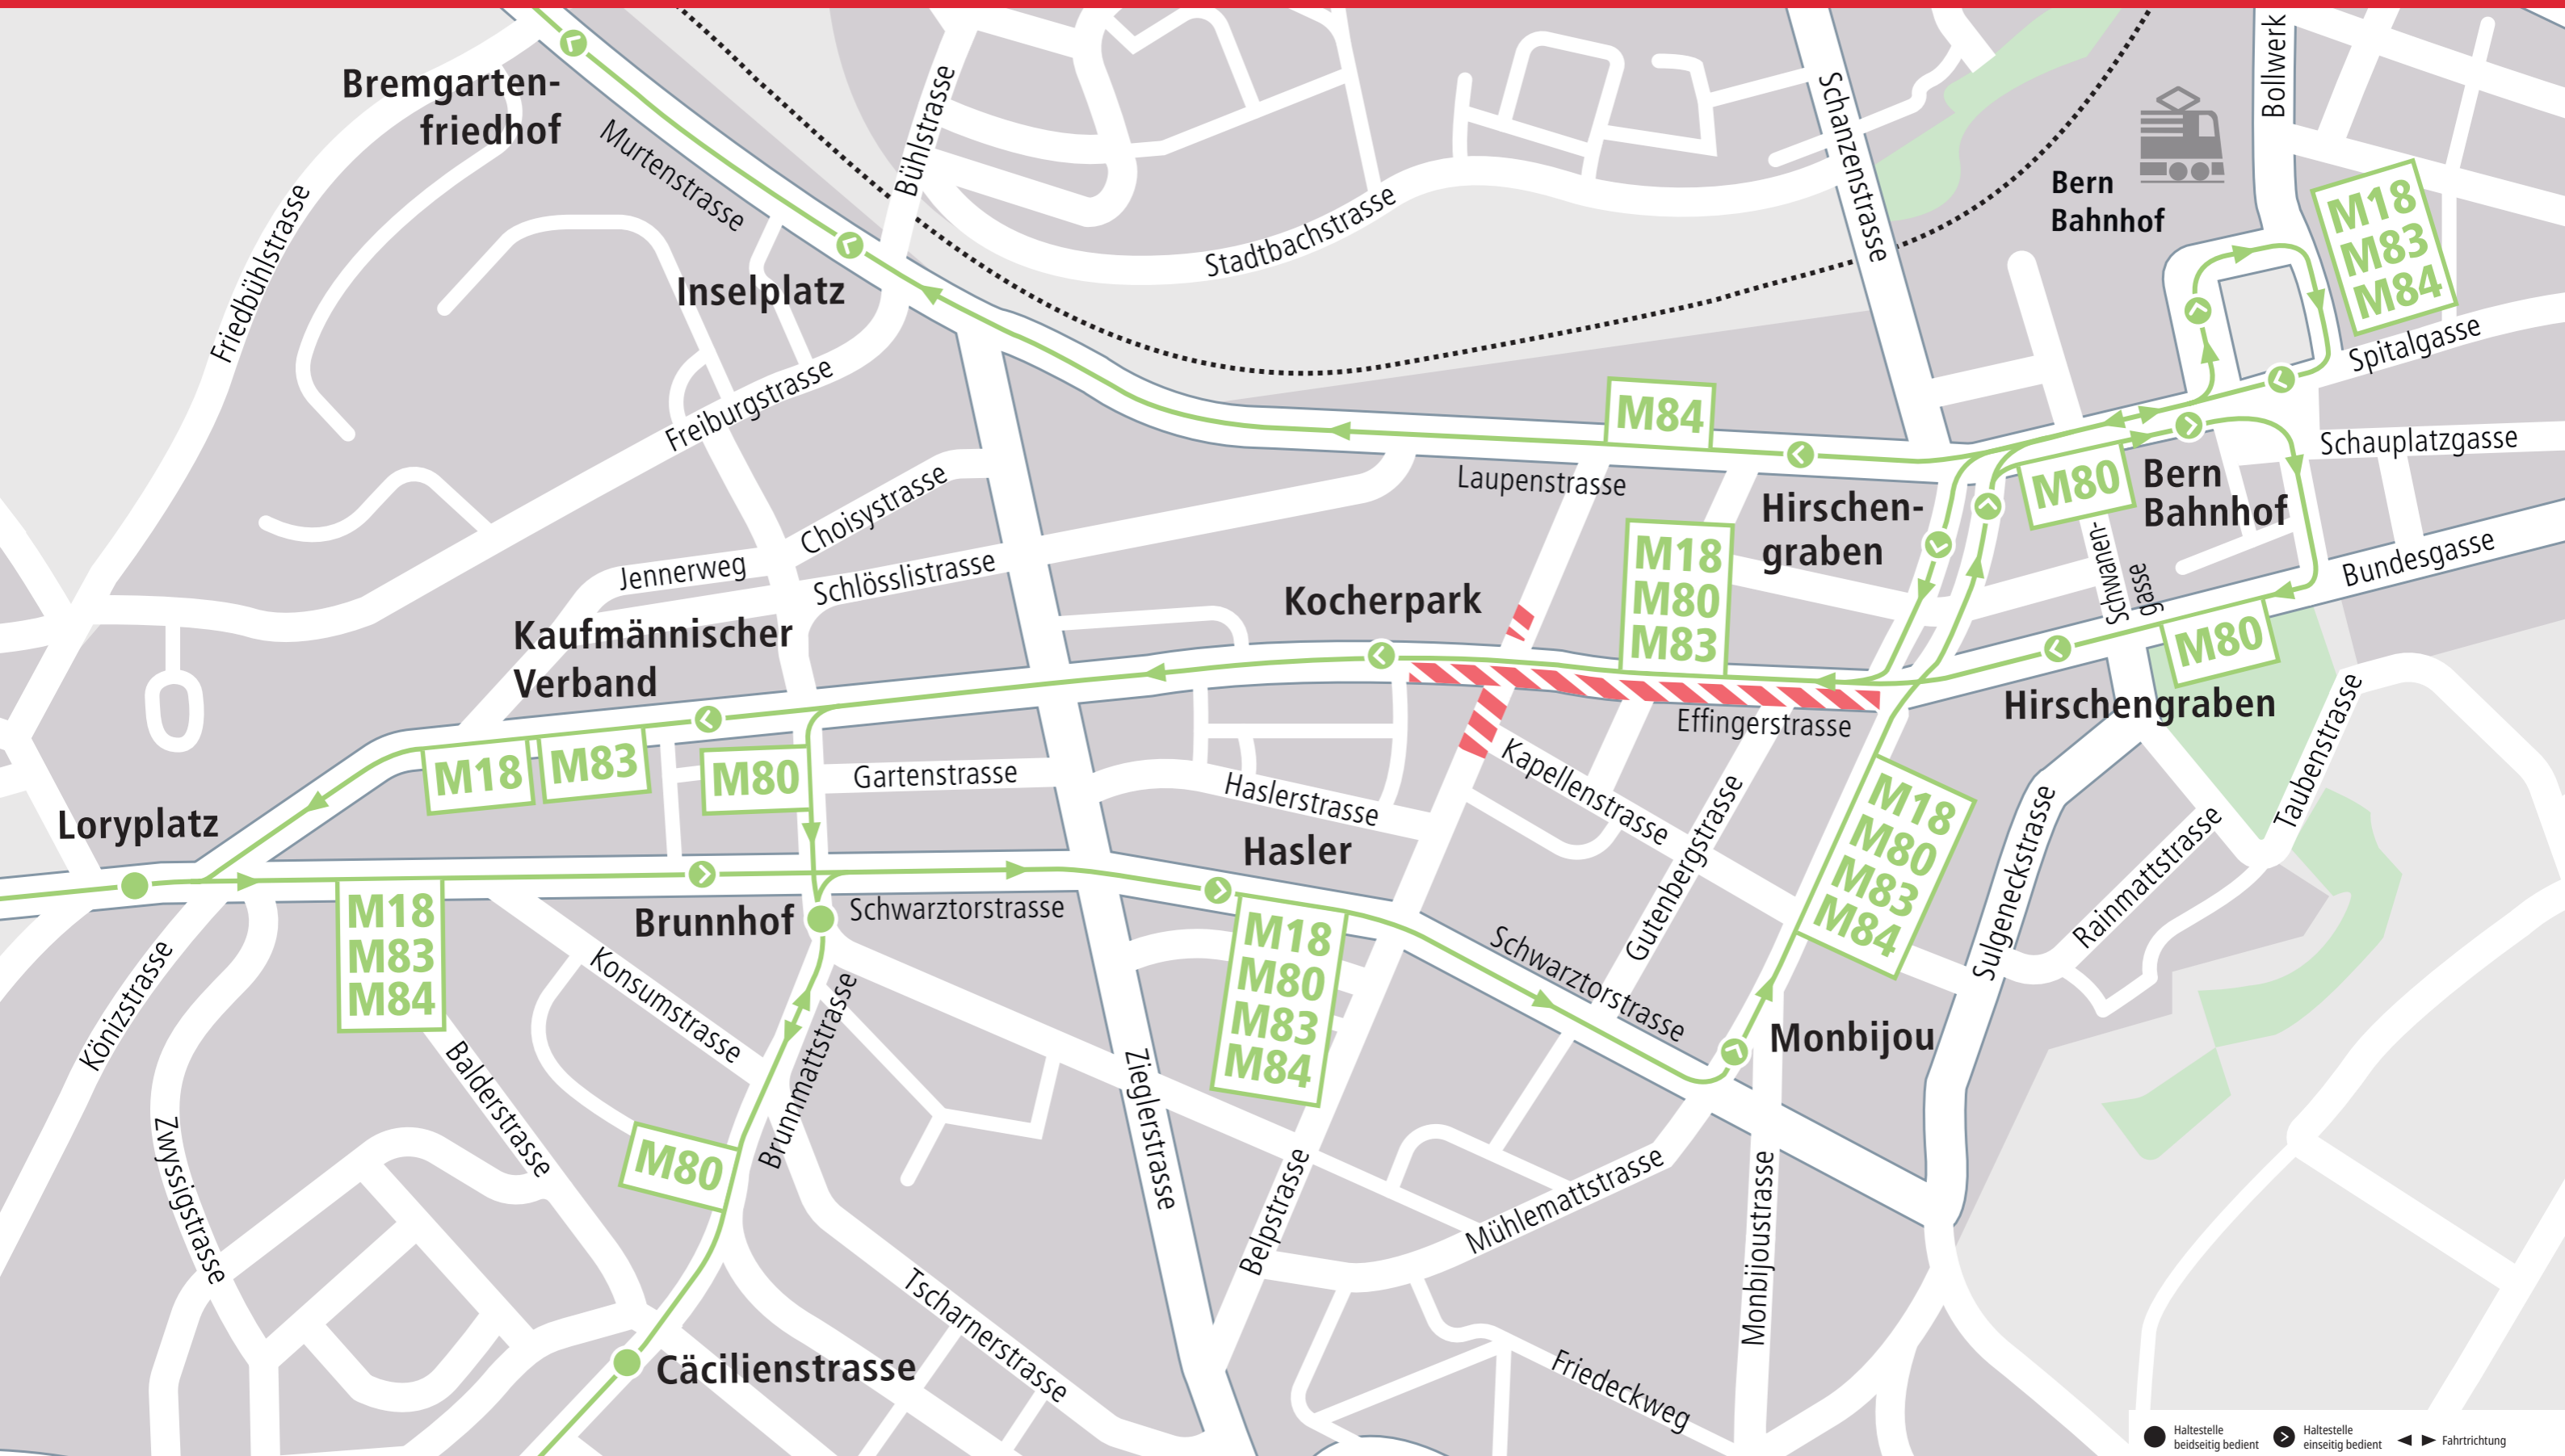 Bollwerk
Bremgarten-
friedhof
Murtenstrasse
Bühlstrasse
Schanzenstrasse
Bern
Bahnhof
M18
M83
M84
Friedbühlstrasse
Stadtbachstrasse
Inselplatz
Spitalgasse
Freiburgstrasse
M84
Schauplatzgasse
Laupenstrasse
Hirschen-
graben
M80
Bern
Bahnhof
Choisystrasse
Jennerweg
Schlösslistrasse
Schwanen-
gasse
Bundesgasse
Kocherpark
M18
M80
M83
Kaufmännischer
Verband
M80
Hirschengraben
Effingerstrasse
M18
M83
M80
Gartenstrasse
Haslerstrasse
Kapellenstrasse
Gutenbergstrasse
Taubenstrasse
Loryplatz
Hasler
M18
M80
M83
M84
Sulgeneckstrasse
Rainmattstrasse
M18
M83
M84
Brunnhof
Schwarztorstrasse
M18
M80
M83
M84
Schwarztorstrasse
Könizstrasse
Konsumstrasse
Brunnmattstrasse
Monbijou
Balderstrasse
Zieglerstrasse
Zwyssigstrasse
M80
Belpstrasse
Mühlemattstrasse
Monbijoustrasse
Tscharnerstrasse
Cäcilienstrasse
Friedeckweg
Haltestelle
beidseitig bedient
Haltestelle
einseitig bedient
Fahrtrichtung